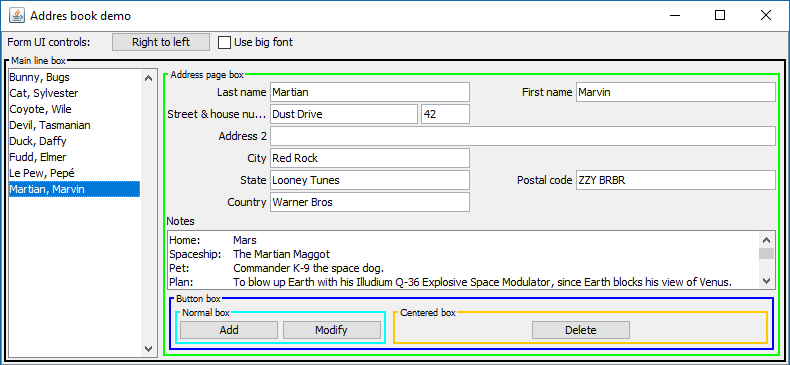 Addres book demo
Form UI controls: Right to left Use big font
Main line box
Bunny, Bugs
Cat, Sylvester
Coyote, Wile
Devil, Tasmanian
Duck, Daffy
Fudd, Elmer
Le Pew, Pepé
Martian, Marvin
Address page box
Last name Martian First name Marvin
Street & house nu... Dust Drive 42
Address 2
City Red Rock
State Looney Tunes Postal code ZZY BRBR
Country Warner Bros
Notes
Home: Mars
Spaceship: The Martian Maggot
Pet: Commander K-9 the space dog.
Plan: To blow up Earth with his Illudium Q-36 Explosive Space Modulator, since Earth blocks his view of Venus.
Button box
Normal box Centered box
Add Modify Delete